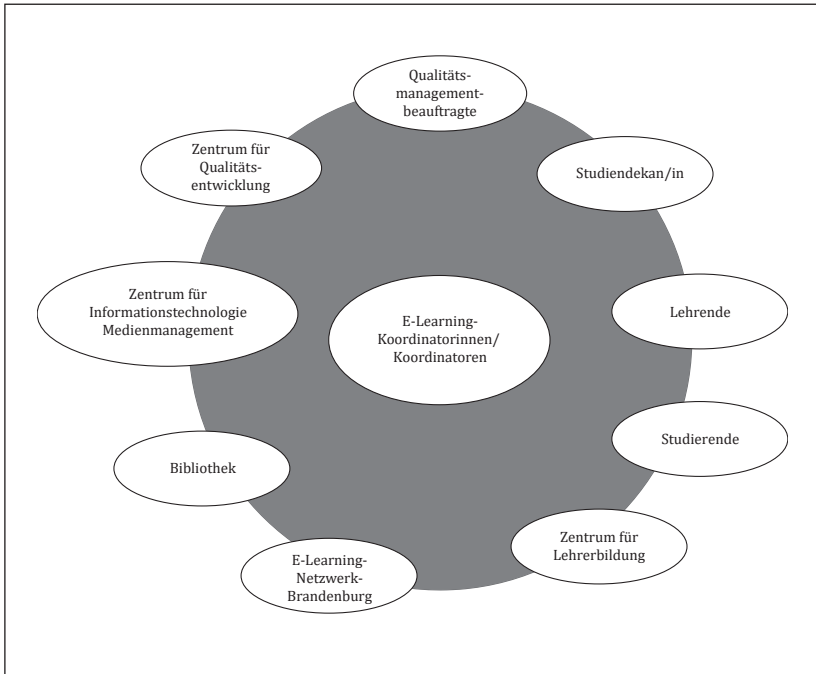 Qualitäts-
management-
beauftragte
Zentrum für
Qualitäts-
entwicklung
Studiendekan/in
Zentrum für
Informationstechnologie
Medienmanagement
E-Learning-
Koordinatorinnen/
Koordinatoren
Lehrende
Studierende
Bibliothek
Zentrum für
Lehrerbildung
E-Learning-
Netzwerk-
Brandenburg